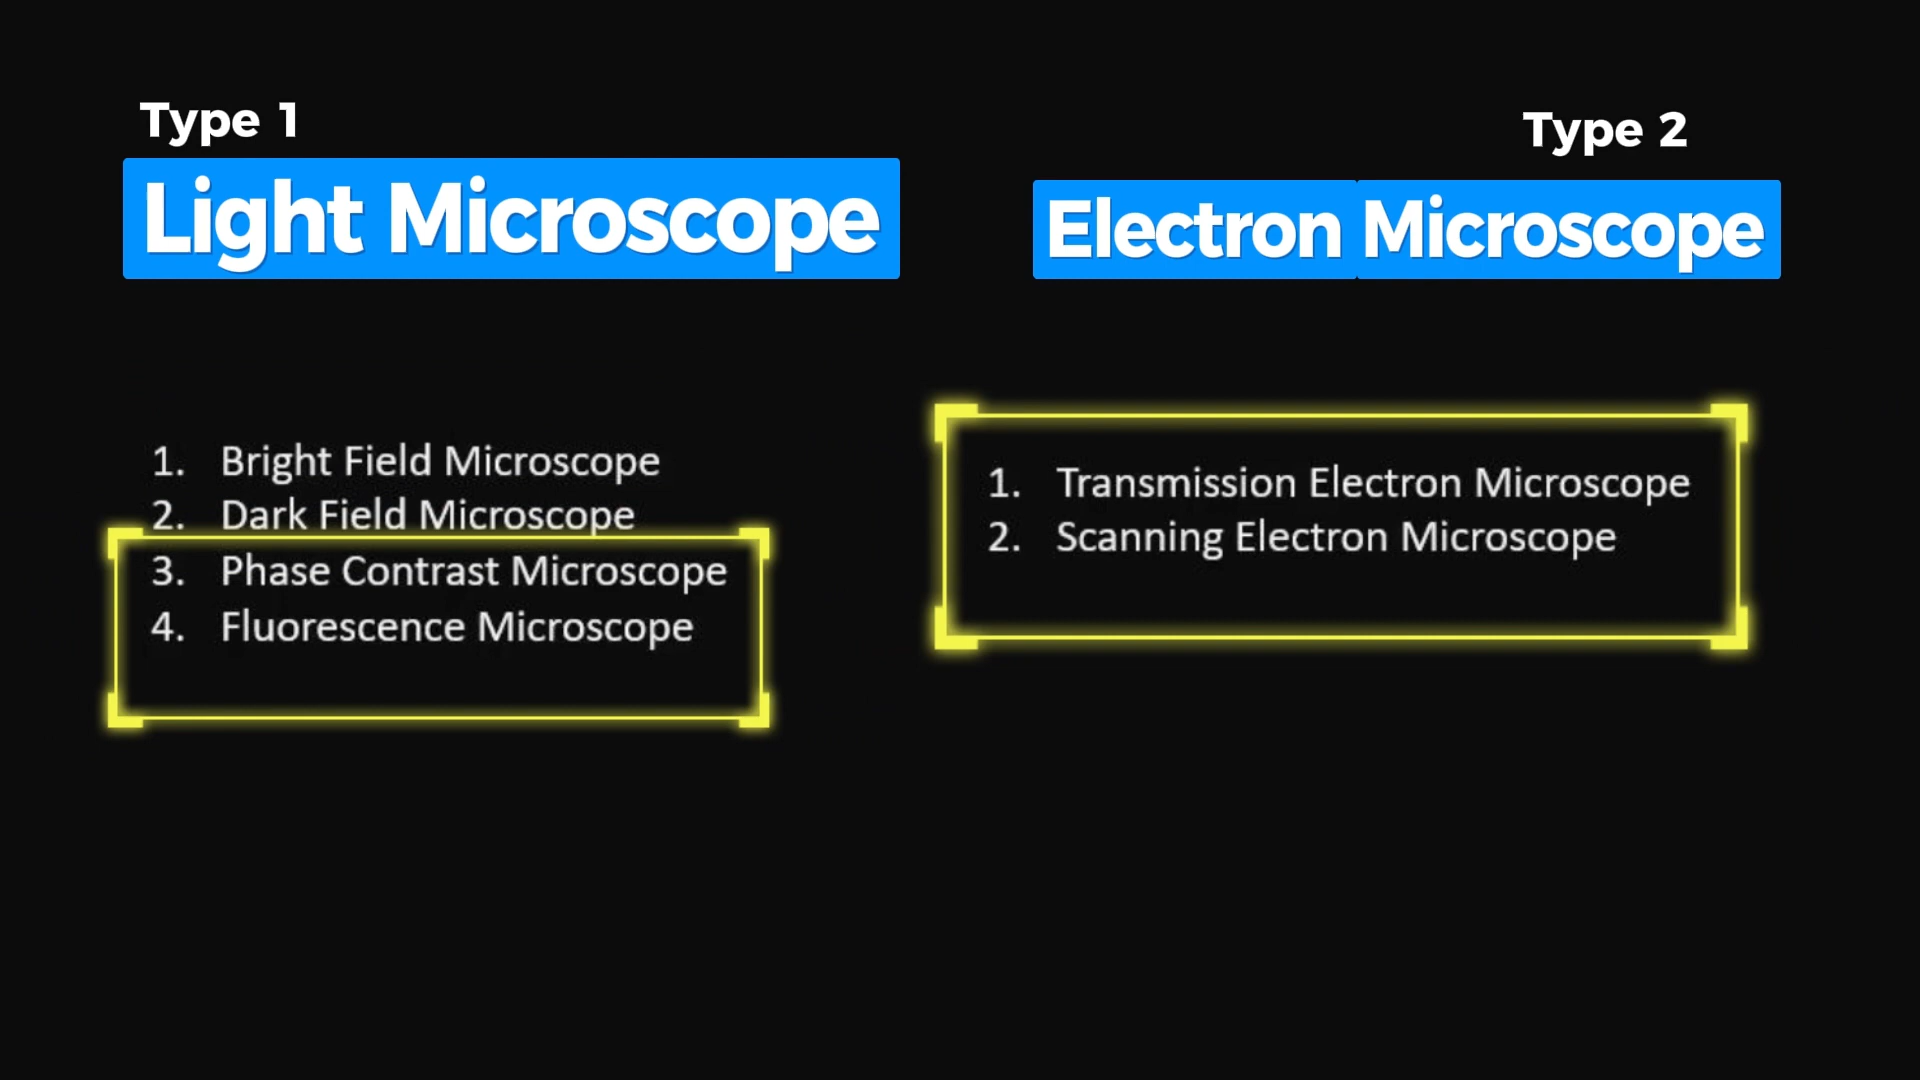 Type 1
Light Microscope
1. Bright Field Microscope
2. Dark Field Microscope
3. Phase Contrast Microscope
4. Fluorescence Microscope
Type 2
Electron Microscope
1. Transmission Electron Microscope
2. Scanning Electron Microscope